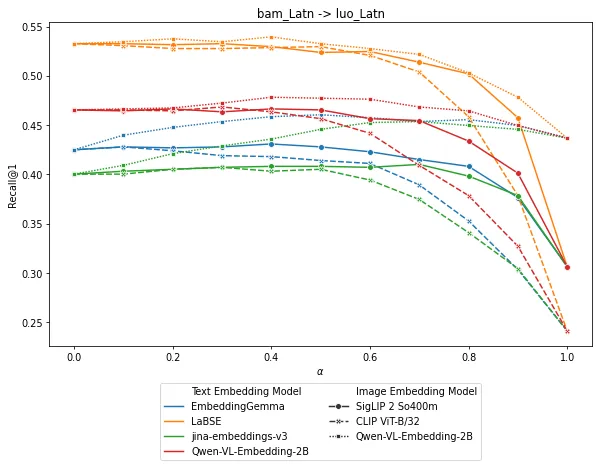 bam_Latn -> luo_Latn
0.55
0.50
0.45
0.40
0.35
0.30
0.25
Recall@1
0.0 0.2 0.4 0.6 0.8 1.0
α
Text Embedding Model Image Embedding Model
EmbeddingGemma SigLIP 2 So400m
LaBSE CLIP ViT-B/32
jina-embeddings-v3 Qwen-VL-Embedding-2B
Qwen-VL-Embedding-2B